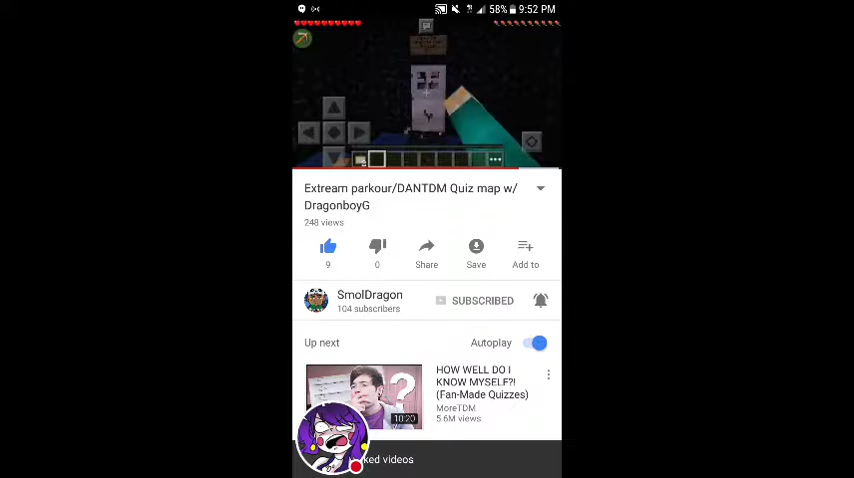 58% 9:52 PM
Extream parkour/DANTDM Quiz map w/
DragonboyG
248 views
9
0
Share
Save
Add to
SmolDragon
104 subscribers
SUBSCRIBED
Up next
Autoplay
HOW WELL DO I
KNOW MYSELF?!
(Fan-Made Quizzes)
MoreTDM
5.6M views
10:20
ked videos